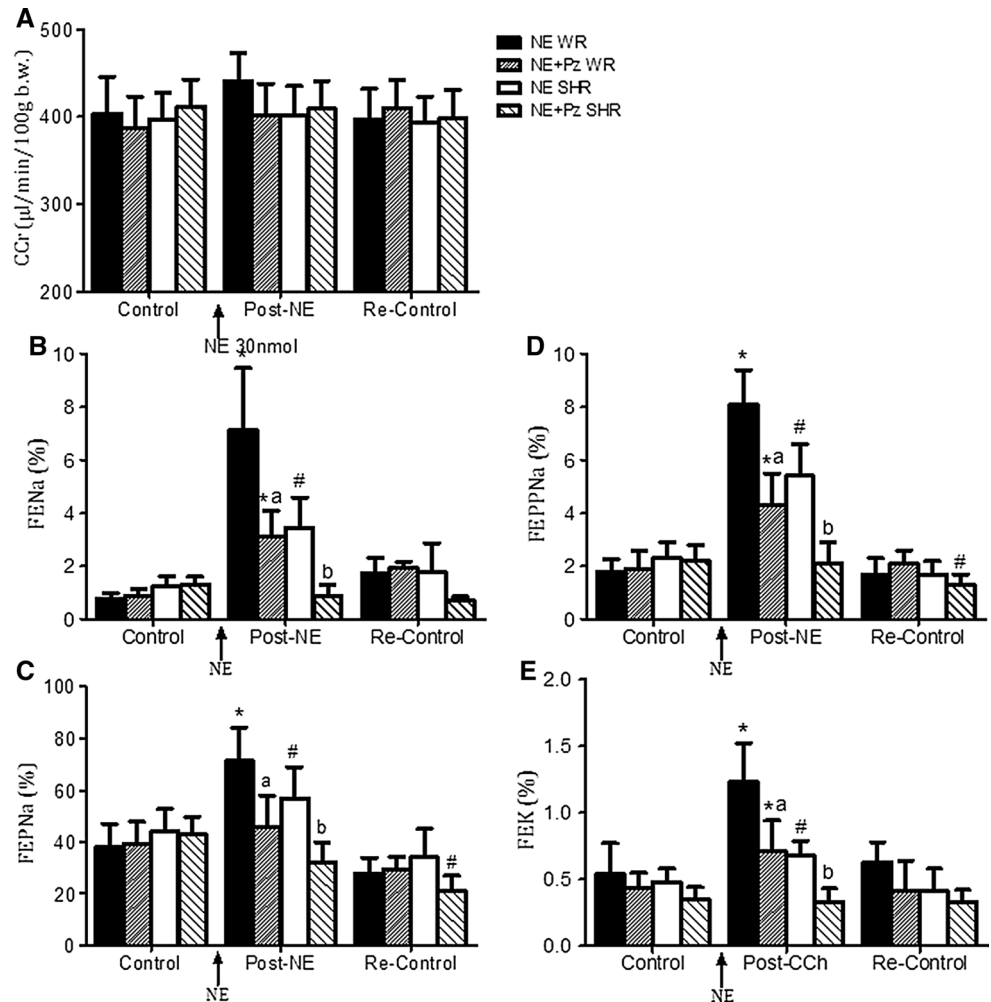 A
CCr (µl/min/100g b.w.)
500
400
300
200
Control
Post-NE
Re-Control
NE 30nmol
NE WR
NE+Pz WR
NE SHR
NE+Pz SHR
B
FENa (%)
10
8
6
4
2
0
*
*a
#
b
Control
Post-NE
Re-Control
NE
D
FEPPNa (%)
10
8
6
4
2
0
*
*a
#
b
#
Control
Post-NE
Re-Control
NE
C
FEPNa (%)
100
80
60
40
20
0
*
a
#
b
#
Control
Post-NE
Re-Control
NE
E
FEK (%)
2.0
1.5
1.0
0.5
0.0
*
*a
#
b
Control
Post-CCh
Re-Control
NE